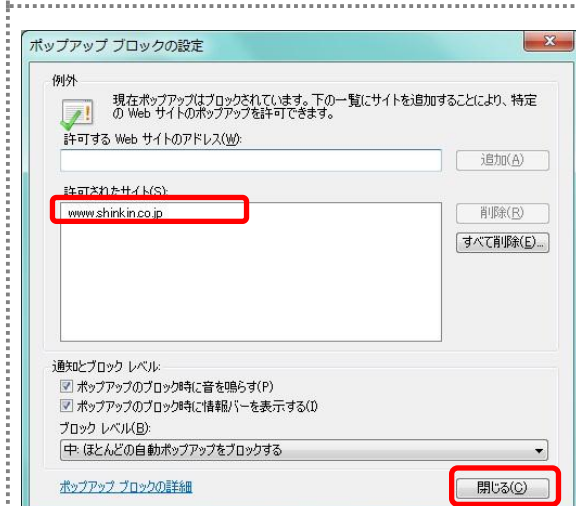 ポップアップ ブロックの設定
例外
現在ポップアップはブロックされています。下の一覧にサイトを追加することにより、特定
の Web サイトのポップアップを許可できます。
許可する Web サイトのアドレス(W):
追加(A)
許可されたサイト(S):
www.shinkin.co.jp
削除(R)
すべて削除(E)...
通知とブロック レベル:
ポップアップのブロック時に音を鳴らす(P)
ポップアップのブロック時に情報バーを表示する(I)
ブロック レベル(B):
中: ほとんどの自動ポップアップをブロックする
ポップアップ ブロックの詳細
閉じる(C)